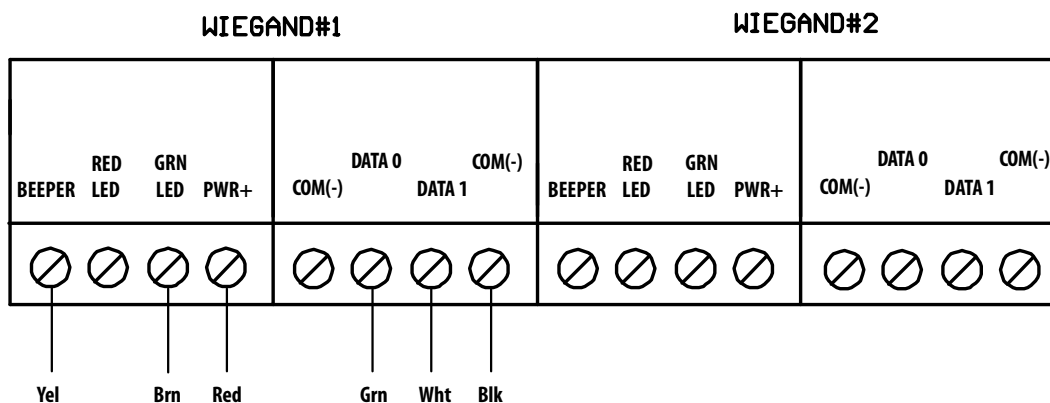 WIEGAND#1
WIEGAND#2
BEEPER
RED
LED
GRN
LED
PWR+
COM(-)
DATA 0
DATA 1
COM(-)
BEEPER
RED
LED
GRN
LED
PWR+
COM(-)
DATA 0
DATA 1
COM(-)
Yel
Brn
Red
Grn
Wht
Blk